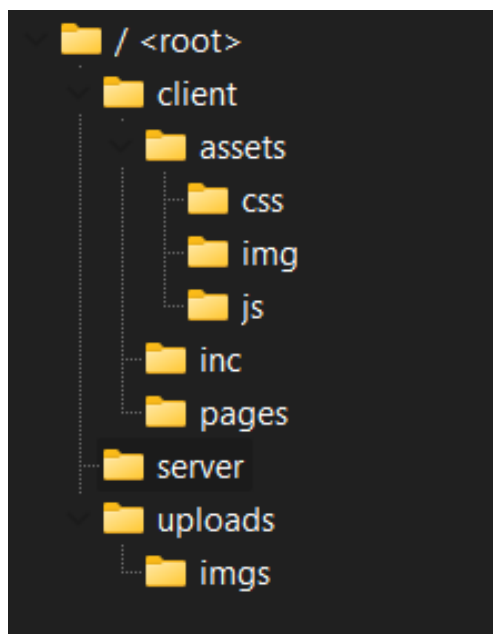 / <root>
client
assets
css
img
js
inc
pages
server
uploads
imgs